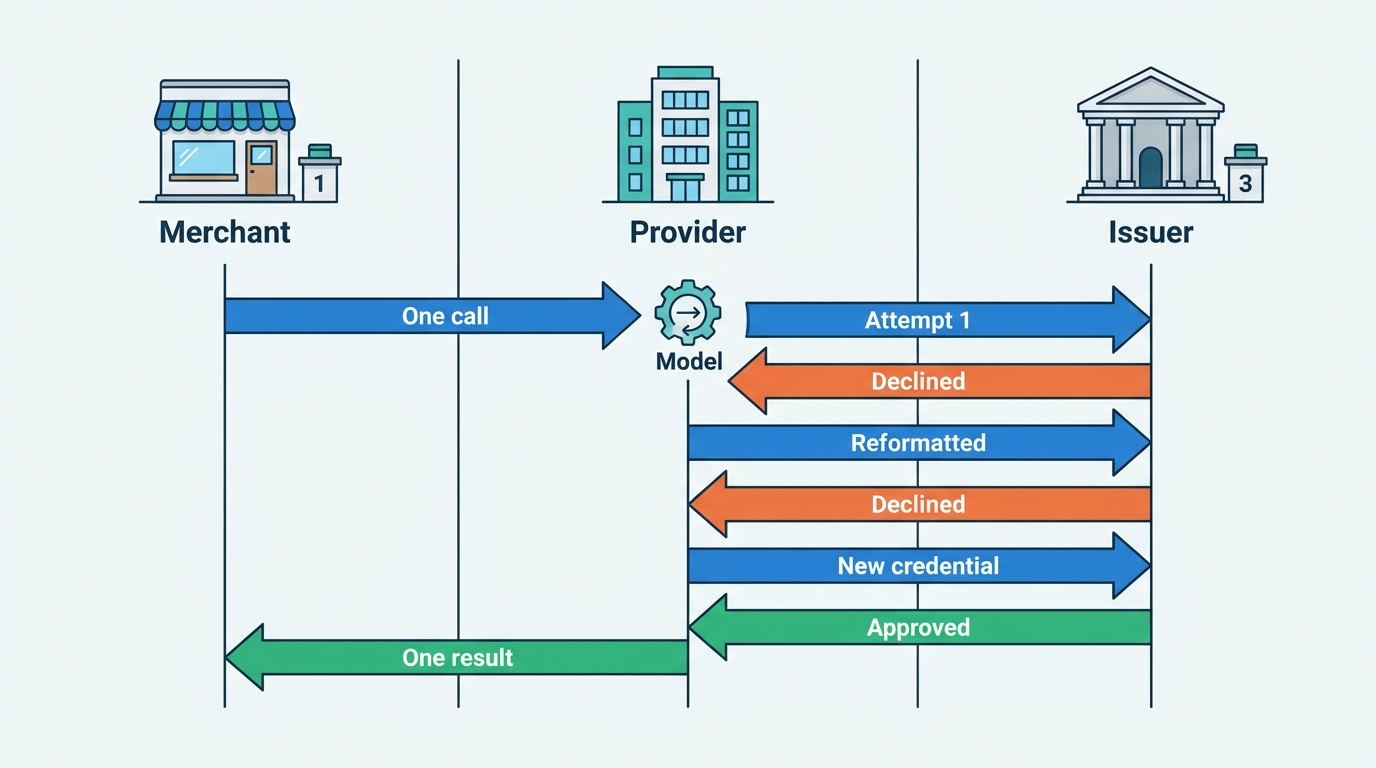 1
3
Merchant
Provider
Issuer
One call
Model
Attempt 1
Declined
Reformatted
Declined
New credential
Approved
One result